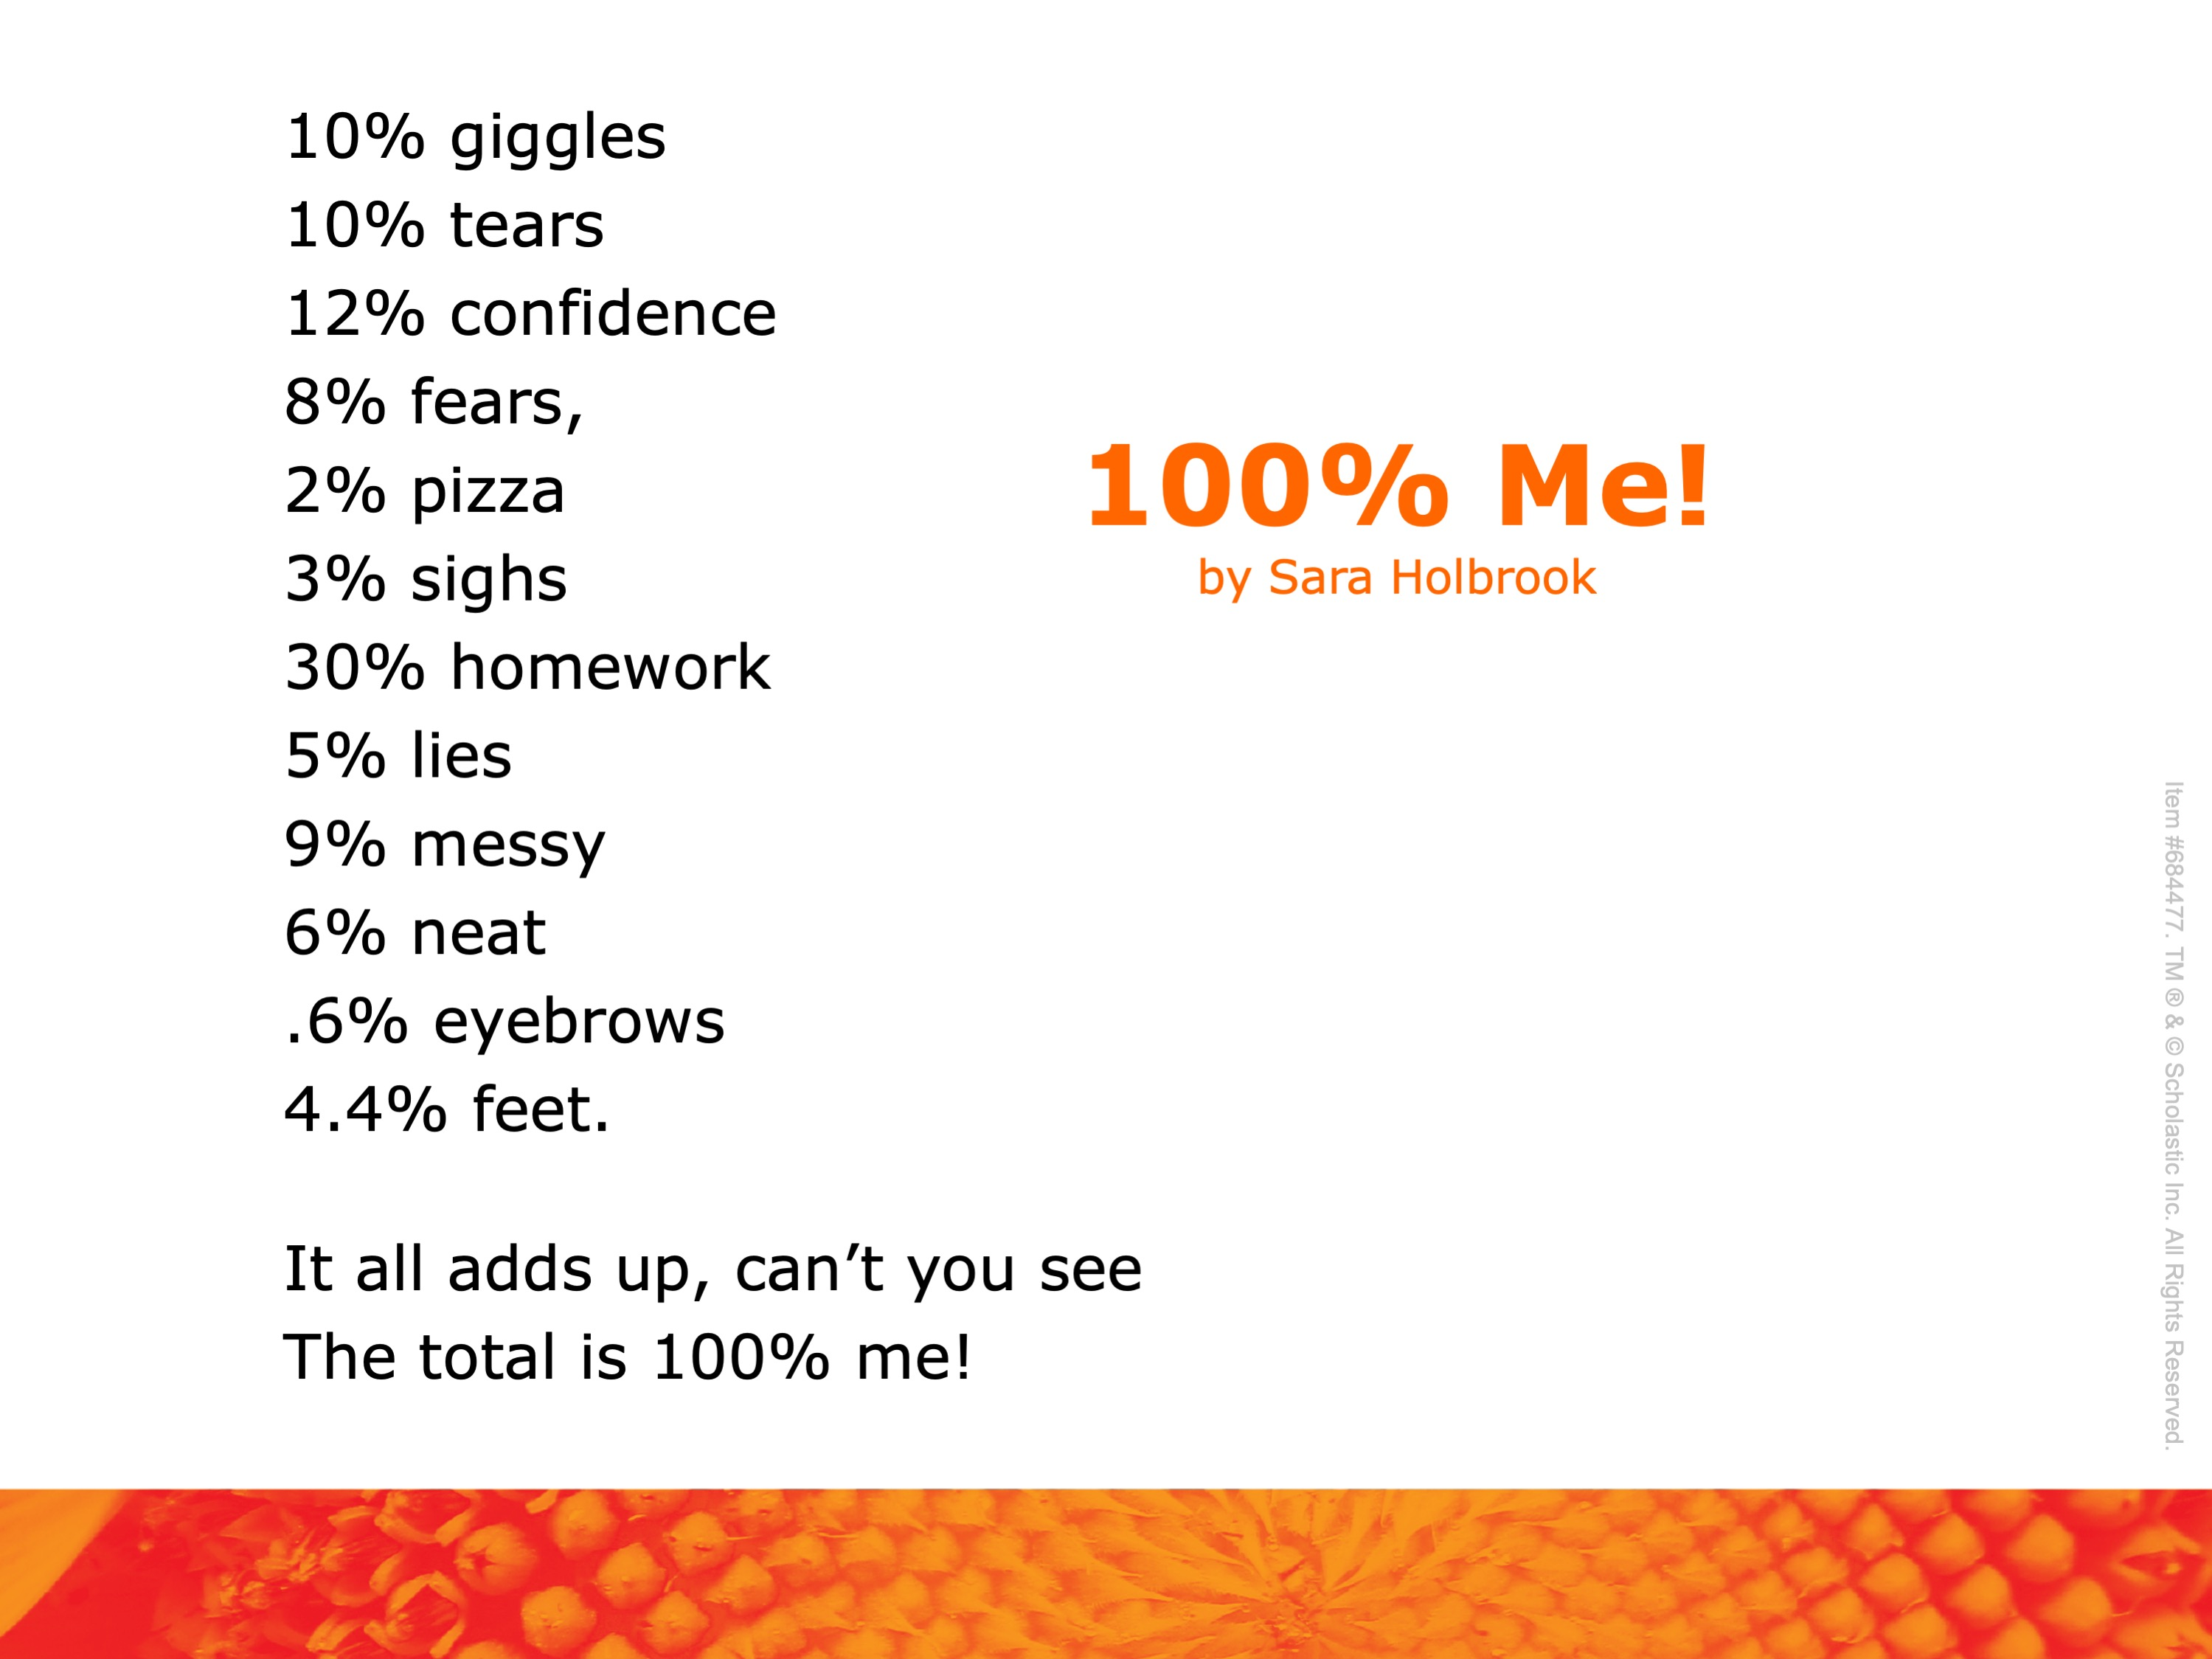 10% giggles
10% tears
12% confidence
8% fears,
2% pizza
3% sighs
30% homework
5% lies
9% messy
6% neat
.6% eyebrows
4.4% feet.
It all adds up, can’t you see
The total is 100% me!
100% Me!
by Sara Holbrook
Item #684477. TM ® & © Scholastic Inc. All Rights Reserved.